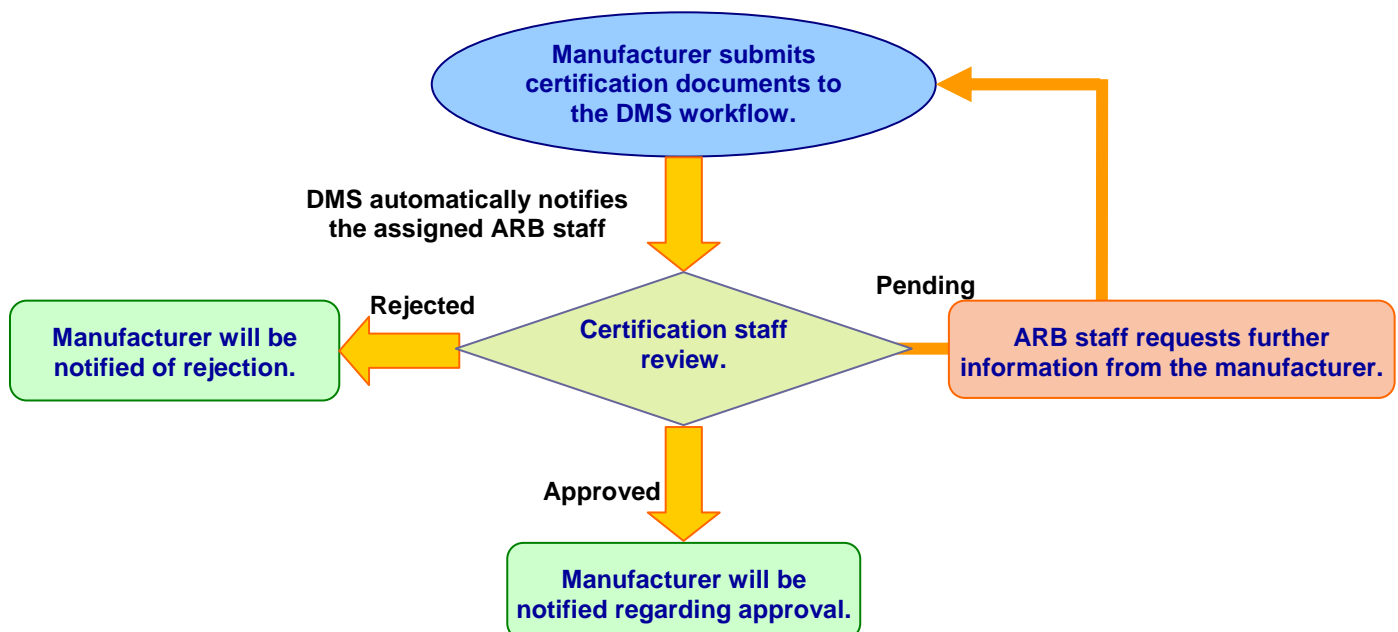 Manufacturer submits
certification documents to
the DMS workflow.
DMS automatically notifies
the assigned ARB staff
Rejected
Pending
Manufacturer will be
notified of rejection.
Certification staff
review.
ARB staff requests further
information from the manufacturer.
Approved
Manufacturer will be
notified regarding approval.